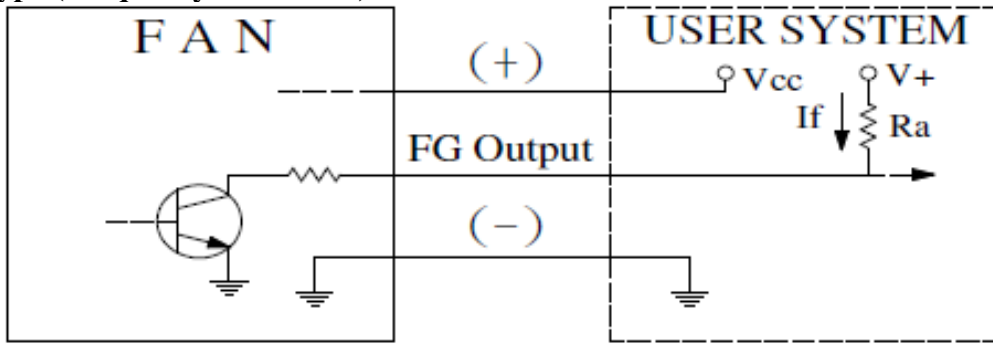 F A N
USER SYSTEM
(+)
Vcc
V+
If
Ra
FG Output
(-)